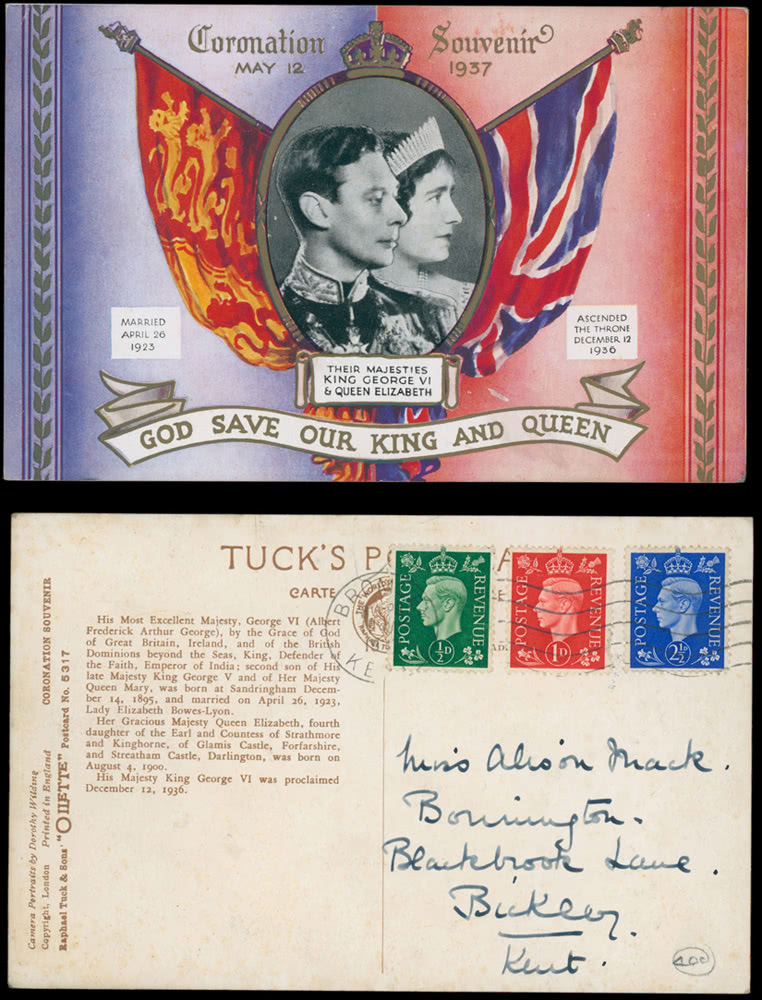 Coronation Souvenir
MAY 12 1937
MARRIED
APRIL 26
1923
ASCENDED
THE THRONE
DECEMBER 12
1936
THEIR MAJESTIES
KING GEORGE VI
& QUEEN ELIZABETH
GOD SAVE OUR KING AND QUEEN
TUCK'S
CARTE
POSTAGE REVENUE
½D
POSTAGE REVENUE
1D
POSTAGE REVENUE
2½D
His Most Excellent Majesty, George VI (Albert
Frederick Arthur George), by the Grace of God
of Great Britain, Ireland, and of the British
Dominions beyond the Seas, King, Defender of
the Faith, Emperor of India; second son of His
late Majesty King George V and of Her Majesty
Queen Mary, was born at Sandringham Decem-
ber 14, 1895, and married on April 26, 1923,
Lady Elizabeth Bowes-Lyon.
Her Gracious Majesty Queen Elizabeth, fourth
daughter of the Earl and Countess of Strathmore
and Kinghorne, of Glamis Castle, Forfarshire,
and Streatham Castle, Darlington, was born on
August 4, 1900.
His Majesty King George VI was proclaimed
December 12, 1936.
Camera Portraits by Dorothy Wilding
Copyright, London Printed in England
Raphael Tuck & Sons' "OILETTE" Postcard No. 5317
CORONATION SOUVENIR
Miss Alison Mack.
Bonnington.
Blackbrook Lane.
Bickley.
Kent.